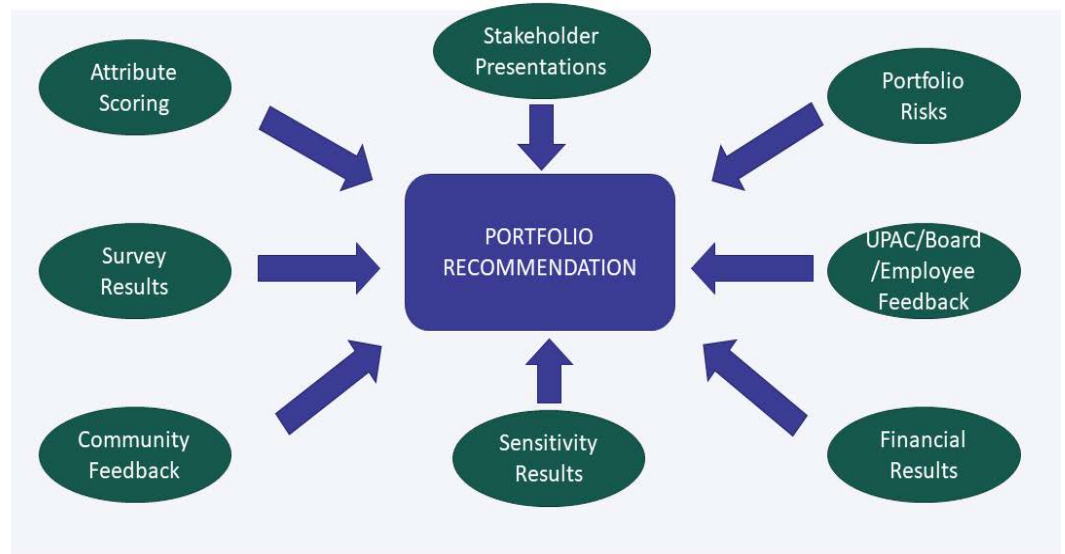 Stakeholder
Presentations
Attribute
Scoring
Portfolio
Risks
PORTFOLIO
RECOMMENDATION
Survey
Results
UPAC/Board
/Employee
Feedback
Community
Feedback
Sensitivity
Results
Financial
Results